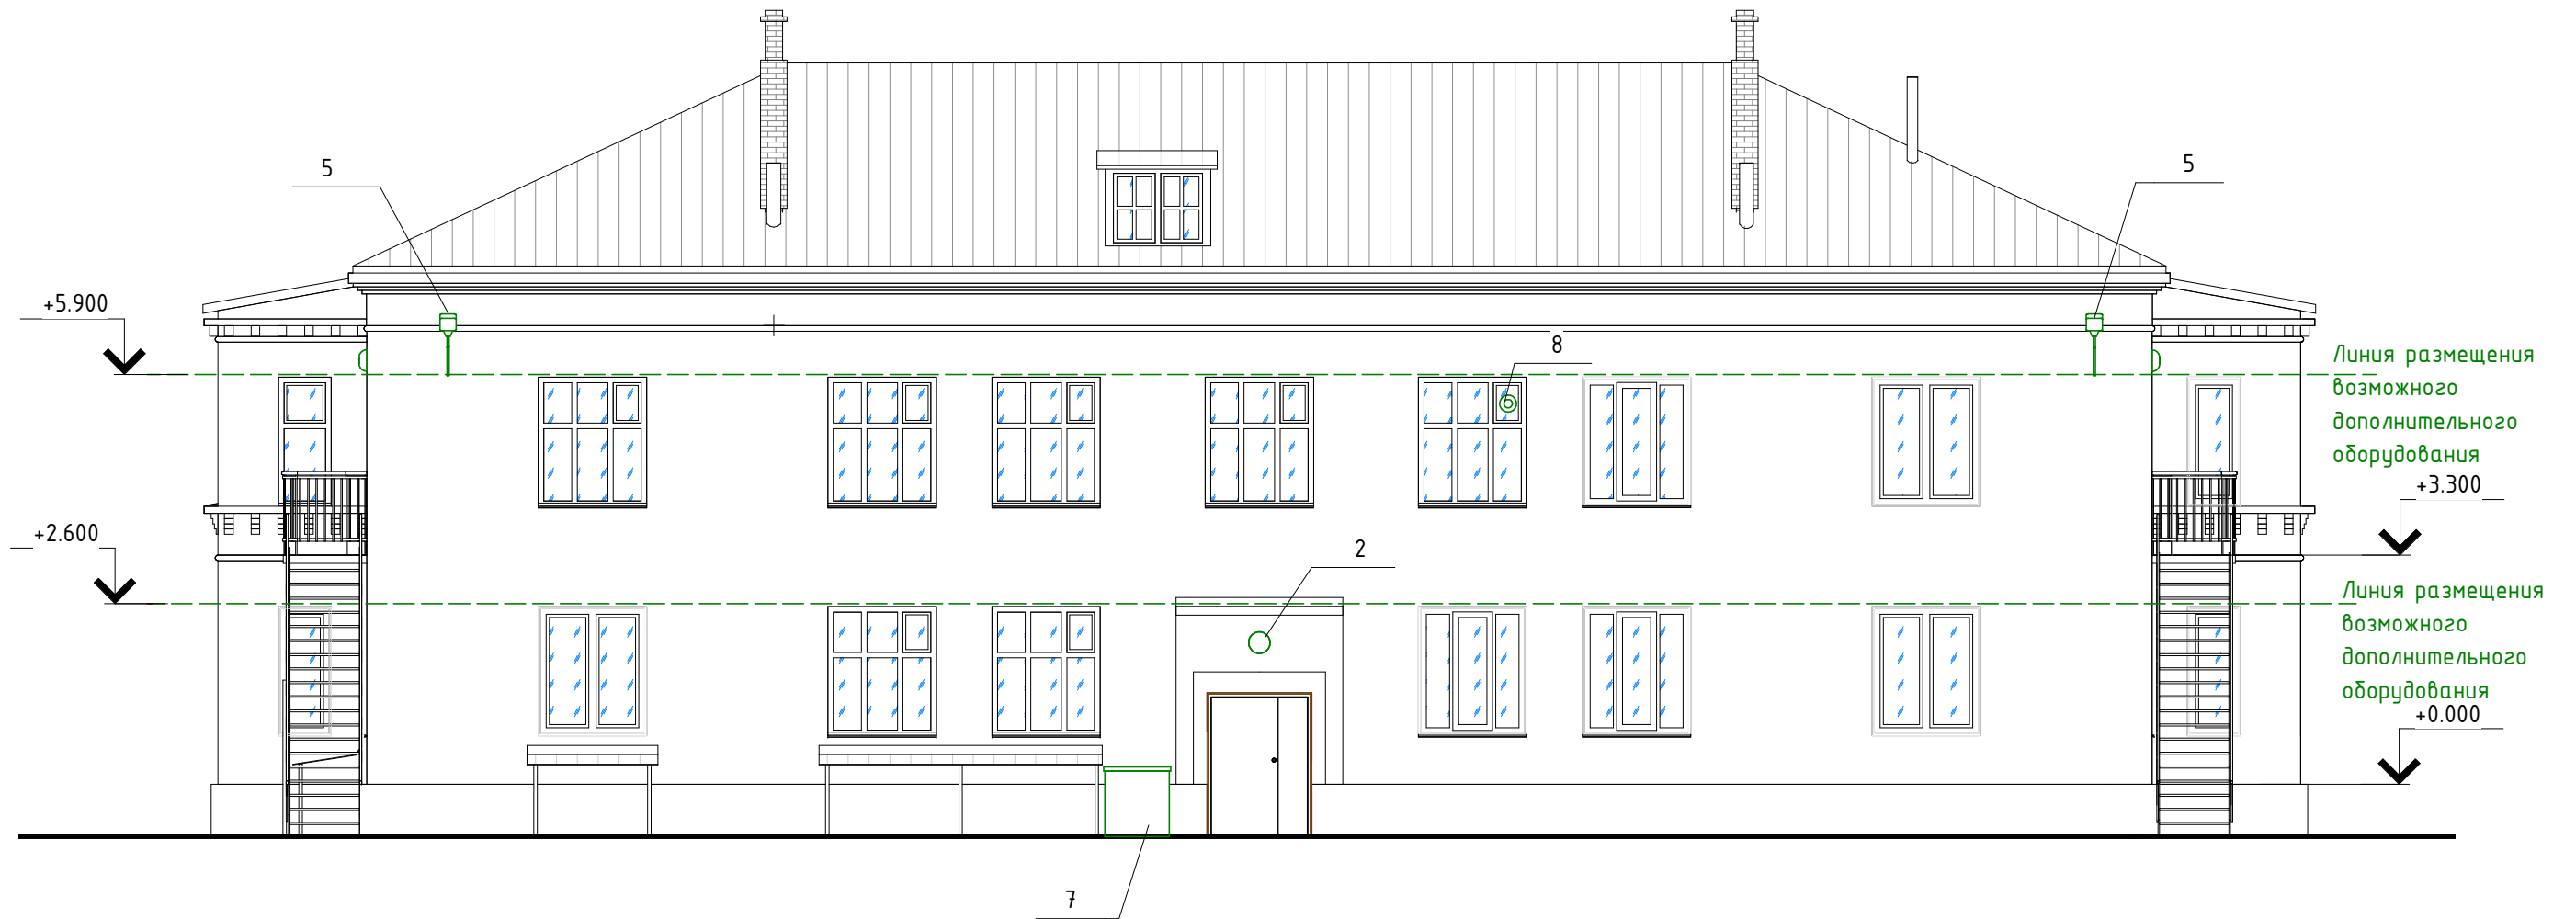 5
5
+5.900
8
Линия размещения
возможного
дополнительного
оборудования
+3.300
+2.600
2
Линия размещения
возможного
дополнительного
оборудования
+0.000
7